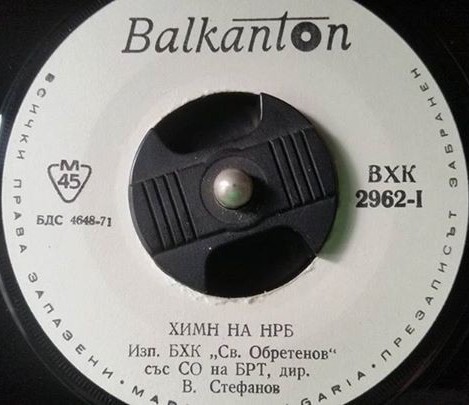 Balkanton
ВСИЧКИ ПРАВА ЗАПАЗЕНИ •
ПРЕЗАПИСЪТ ЗАБРАНЕН
М
45
БДС 4648-71
ВХК
2962-I
ХИМН НА НРБ
Изп. БХК „Св. Обретенов“
със СО на БРТ, дир.
В. Стефанов